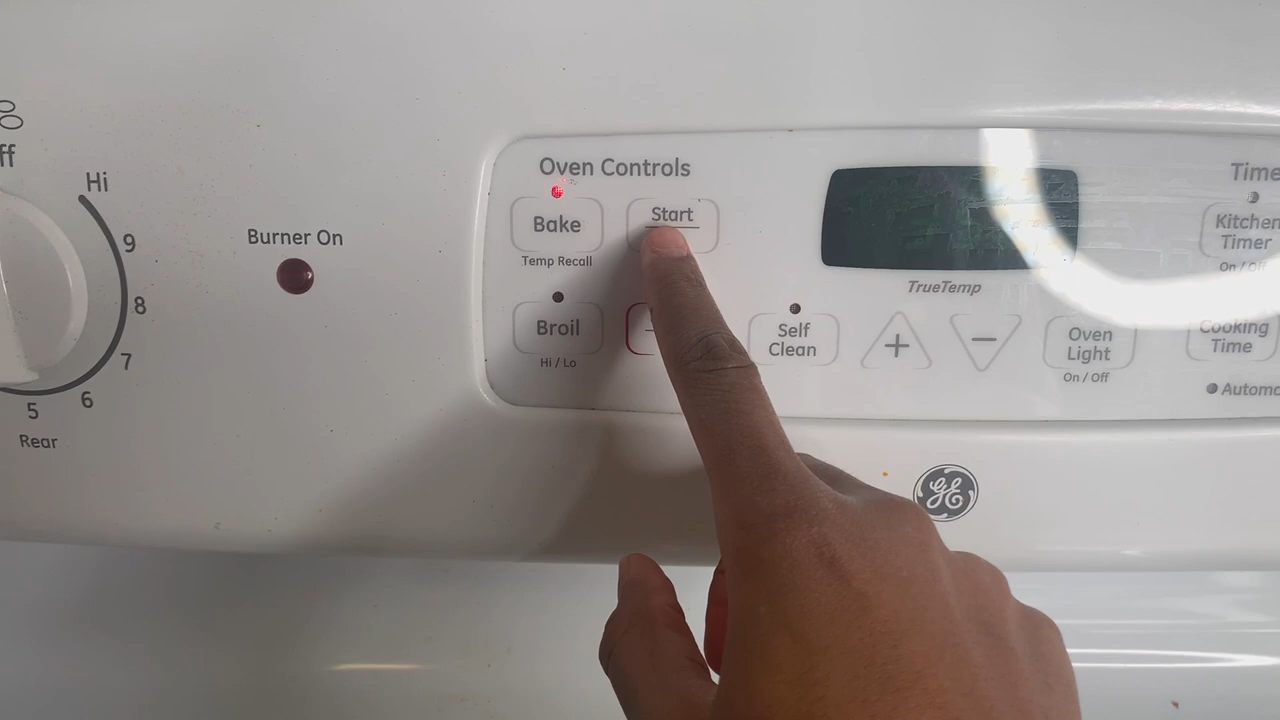 ff
Hi
9
8
7
6
5
Rear
Burner On
Oven Controls
Bake
Temp Recall
Start
Broil
Hi / Lo
Self
Clean
TrueTemp
+
−
Oven
Light
On / Off
Time
Kitchen
Timer
On / Off
Cooking
Time
Automa
GE